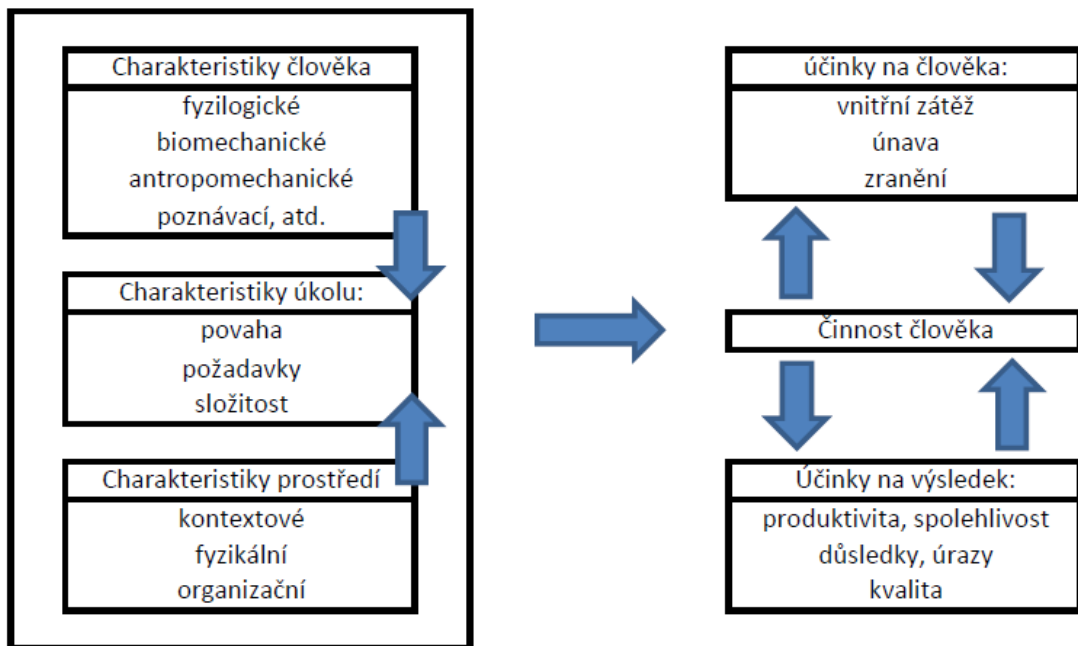 Charakteristiky člověka
fyzilogické
biomechanické
antropomechanické
poznávací, atd.
Charakteristiky úkolu:
povaha
požadavky
složitost
Charakteristiky prostředí
kontextové
fyzikální
organizační
účinky na člověka:
vnitřní zátěž
únava
zranění
Činnost člověka
Účinky na výsledek:
produktivita, spolehlivost
důsledky, úrazy
kvalita